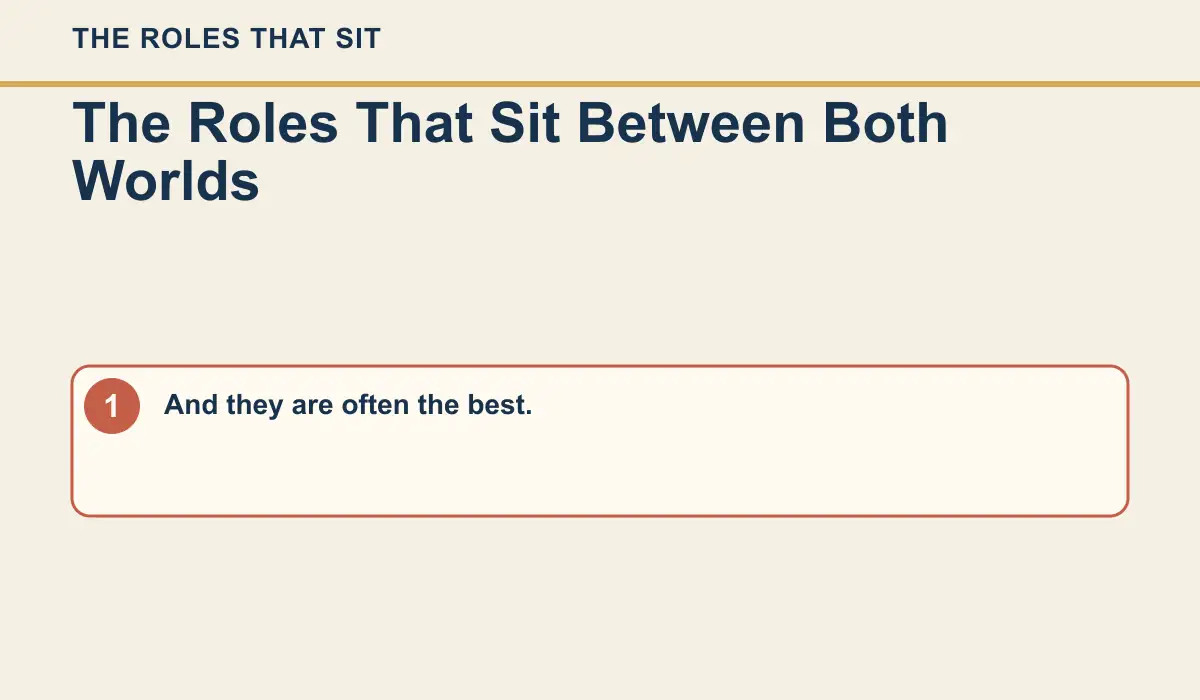 THE ROLES THAT SIT
The Roles That Sit Between Both
Worlds
1
And they are often the best.